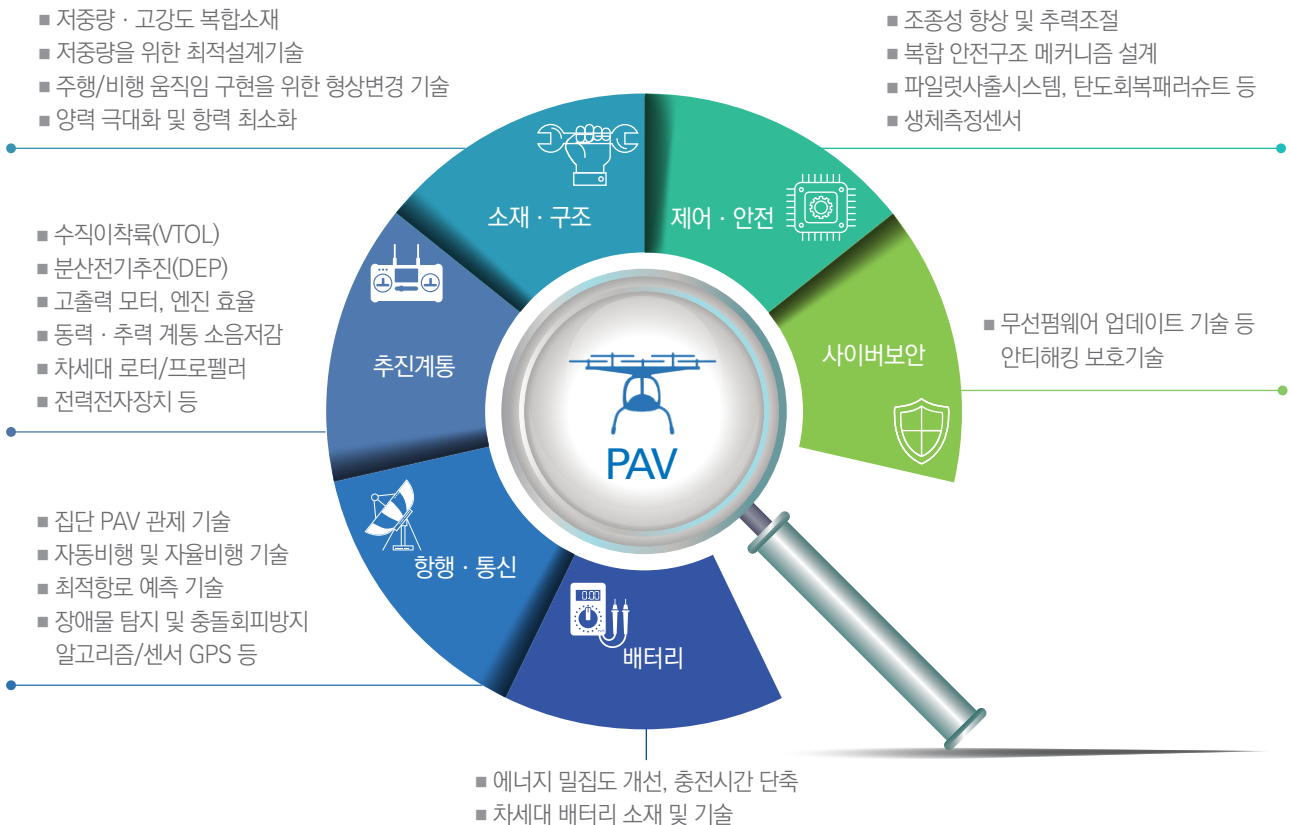 ■ 저중량 · 고강도 복합소재
■ 저중량을 위한 최적설계기술
■ 주행/비행 움직임 구현을 위한 형상변경 기술
■ 양력 극대화 및 항력 최소화
■ 조종성 향상 및 추력조절
■ 복합 안전구조 메커니즘 설계
■ 파일럿사출시스템, 탄도회복패러슈트 등
■ 생체측정센서
소재 · 구조
제어 · 안전
■ 수직이착륙(VTOL)
■ 분산전기추진(DEP)
■ 고출력 모터, 엔진 효율
■ 동력 · 추력 계통 소음저감
■ 차세대 로터/프로펠러
■ 전력전자장치 등
추진계통
사이버보안
■ 무선펌웨어 업데이트 기술 등
안티해킹 보호기술
PAV
■ 집단 PAV 관제 기술
■ 자동비행 및 자율비행 기술
■ 최적항로 예측 기술
■ 장애물 탐지 및 충돌회피방지
알고리즘/센서 GPS 등
항행 · 통신
0.00
배터리
■ 에너지 밀집도 개선, 충전시간 단축
■ 차세대 배터리 소재 및 기술